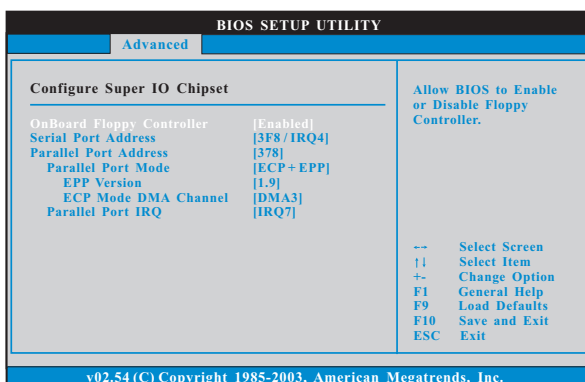 BIOS SETUP UTILITY
Advanced
Configure Super IO Chipset
OnBoard Floppy Controller [Enabled]
Serial Port Address [3F8 / IRQ4]
Parallel Port Address [378]
Parallel Port Mode [ECP + EPP]
EPP Version [1.9]
ECP Mode DMA Channel [DMA3]
Parallel Port IRQ [IRQ7]
Allow BIOS to Enable
or Disable Floppy
Controller.
←→ Select Screen
↑↓ Select Item
+- Change Option
F1 General Help
F9 Load Defaults
F10 Save and Exit
ESC Exit
v02.54 (C) Copyright 1985-2003, American Megatrends, Inc.